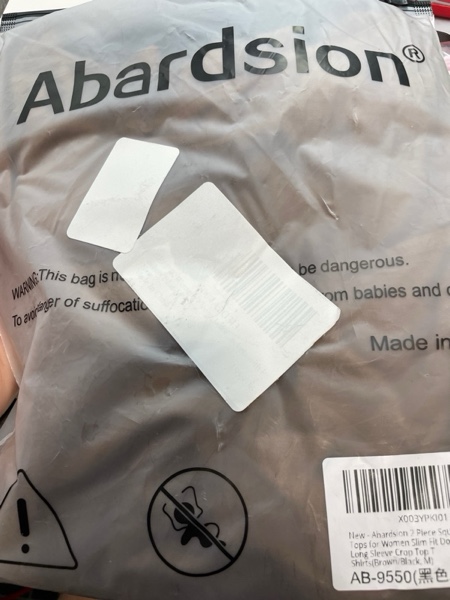 Abardsion®
WARNING: This bag is be dangerous.
To avoid danger of suffocatio om babies and
Made in
X003YPKI01
New - Abardsion 2 Piece Squ
Tops for Women Slim Fit Do
Long Sleeve Crop Top T
Shirts(Brown/Black, M)
AB-9550(黑色